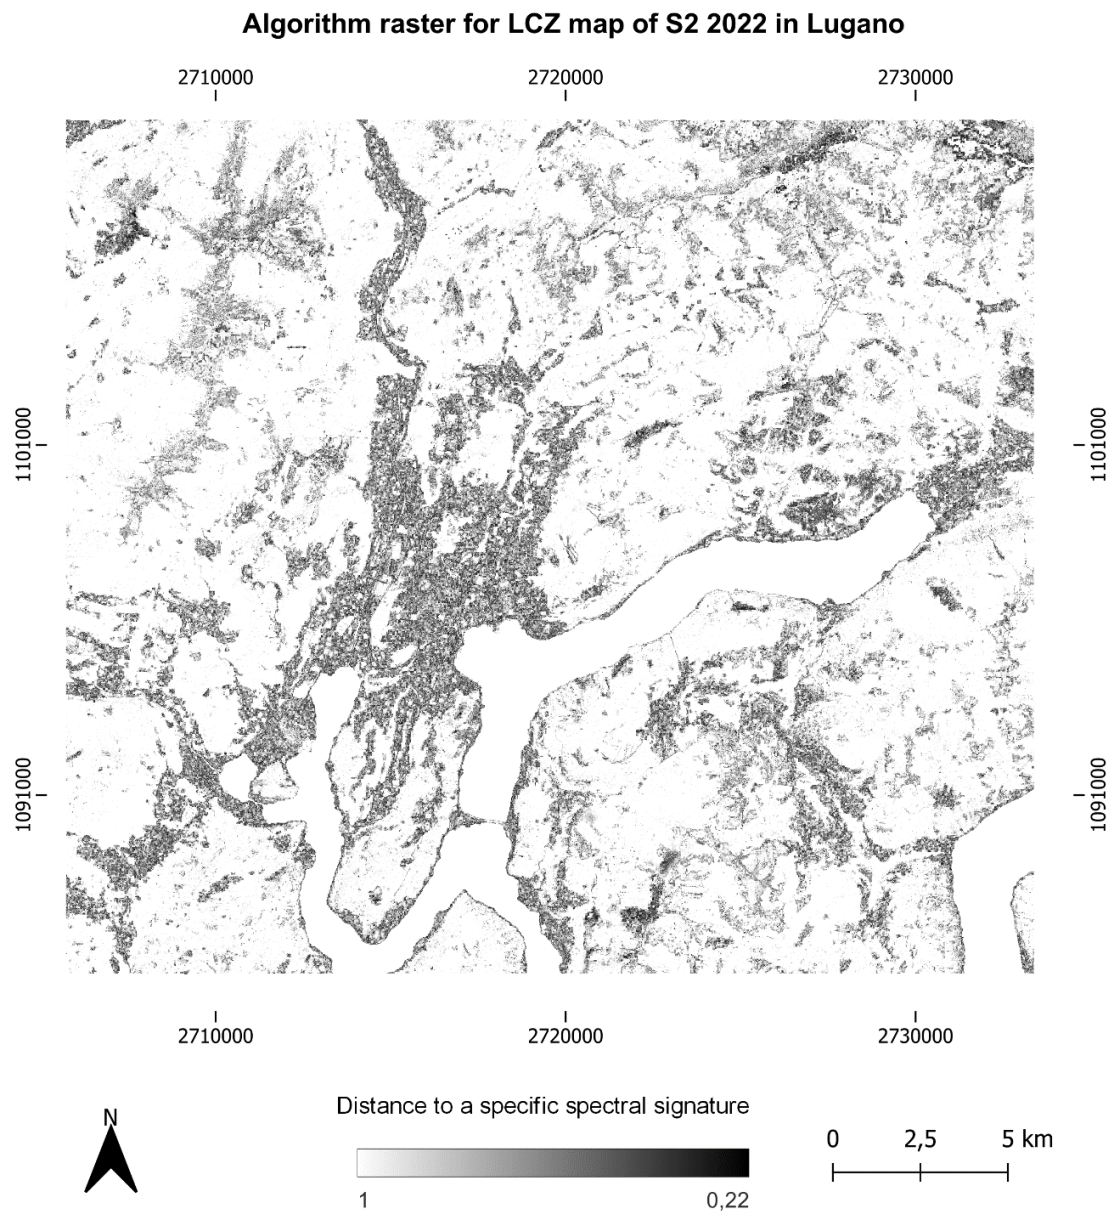 Algorithm raster for LCZ map of S2 2022 in Lugano
2710000 2720000 2730000
1101000 1101000
1091000 1091000
2710000 2720000 2730000
N
Distance to a specific spectral signature
1 0,22
0 2,5 5 km